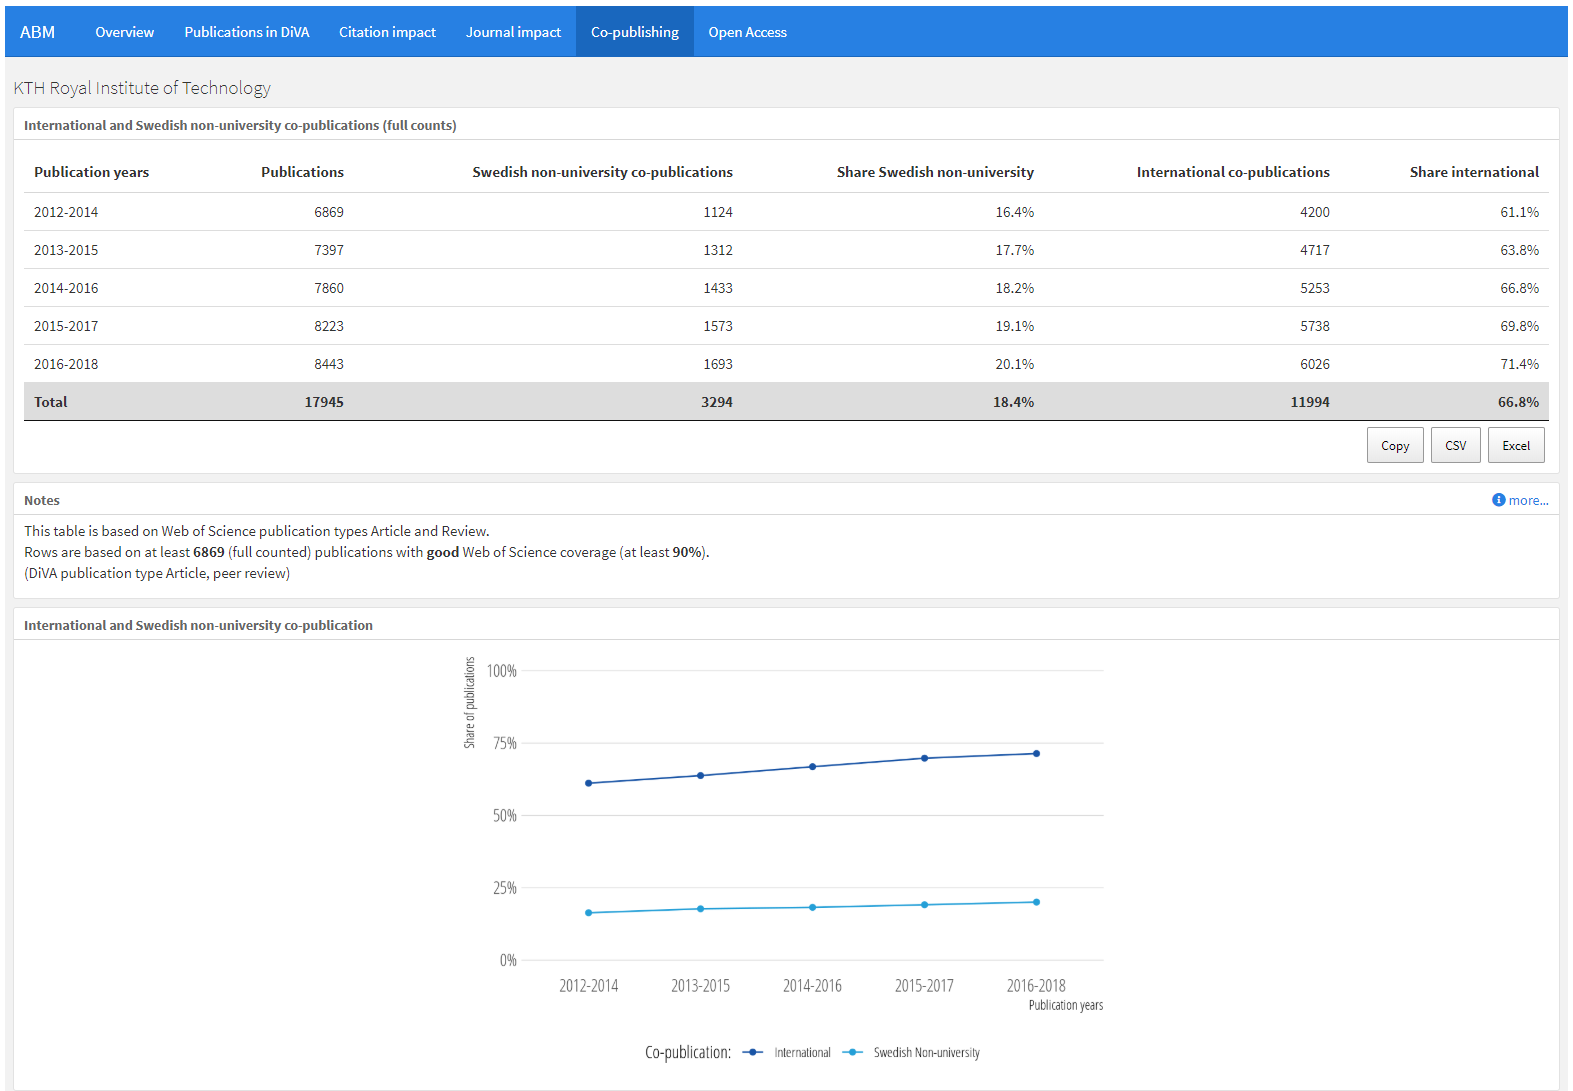 ABM Overview Publications in DiVA Citation impact Journal impact Co-publishing Open Access
KTH Royal Institute of Technology
International and Swedish non-university co-publications (full counts)
Publication years Publications Swedish non-university co-publications Share Swedish non-university International co-publications Share international
2012-2014 6869 1124 16.4% 4200 61.1%
2013-2015 7397 1312 17.7% 4717 63.8%
2014-2016 7860 1433 18.2% 5253 66.8%
2015-2017 8223 1573 19.1% 5738 69.8%
2016-2018 8443 1693 20.1% 6026 71.4%
Total 17945 3294 18.4% 11994 66.8%
Copy CSV Excel
Notes more...
This table is based on Web of Science publication types Article and Review.
Rows are based on at least 6869 (full counted) publications with good Web of Science coverage (at least 90%).
(DiVA publication type Article, peer review)
International and Swedish non-university co-publication
Share of publications
100%
75%
50%
25%
0%
2012-2014 2013-2015 2014-2016 2015-2017 2016-2018
Publication years
Co-publication: International Swedish Non-university